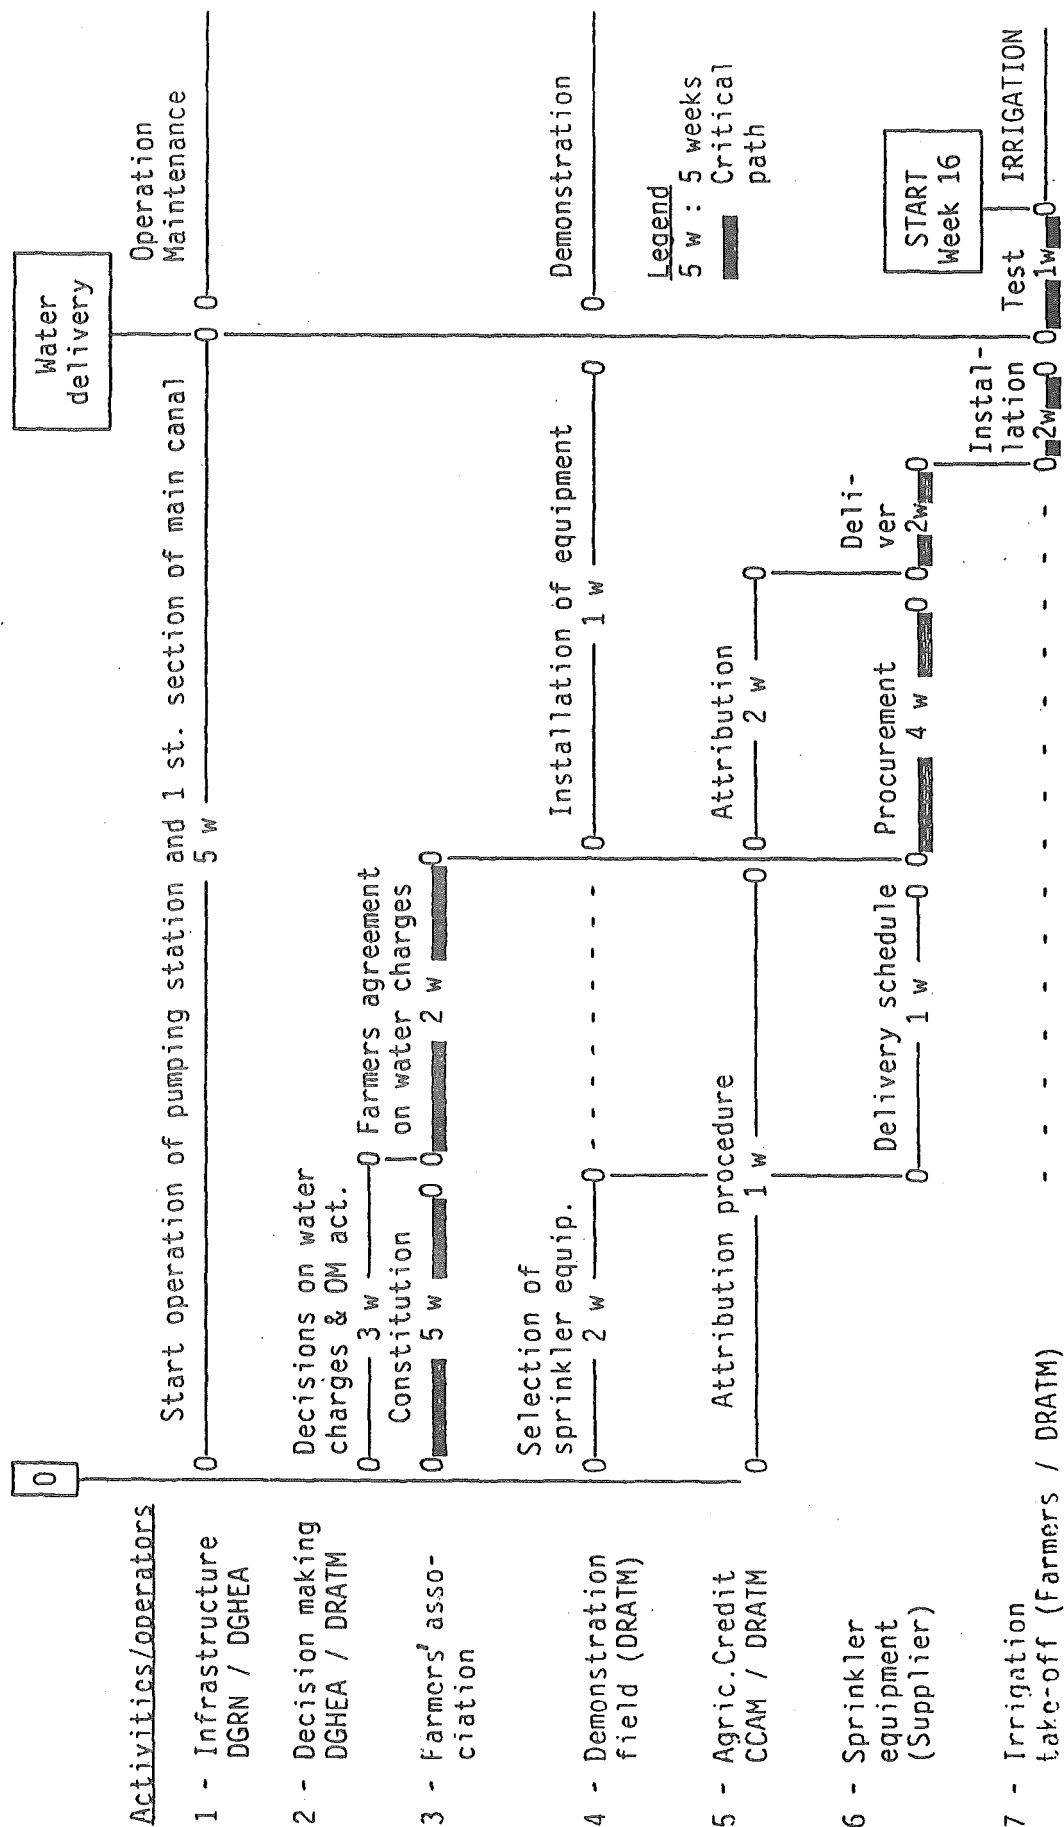 0
Water
delivery
Activities/operators
1 - Infrastructure
DGRN / DGHEA
Start operation of pumping station and 1 st. section of main canal
5 w
Operation
Maintenance
2 - Decision making
DGHEA / DRATM
Decisions on water
charges & OM act.
3 w
Farmers agreement
on water charges
3 - Farmers' asso-
ciation
Constitution
5 w
2 w
4 - Demonstration
field (DRATM)
Selection of
sprinkler equip.
2 w
Installation of equipment
1 w
Demonstration
5 - Agric.Credit
CCAM / DRATM
Attribution procedure
1 w
Attribution
2 w
Legend
5 w : 5 weeks
Critical
path
6 - Sprinkler
equipment
(Supplier)
Delivery schedule
1 w
Procurement
4 w
Deli-
ver
2w
START
Week 16
7 - Irrigation
take-off (Farmers / DRATM)
Instal-
lation
2w
Test
1w
IRRIGATION